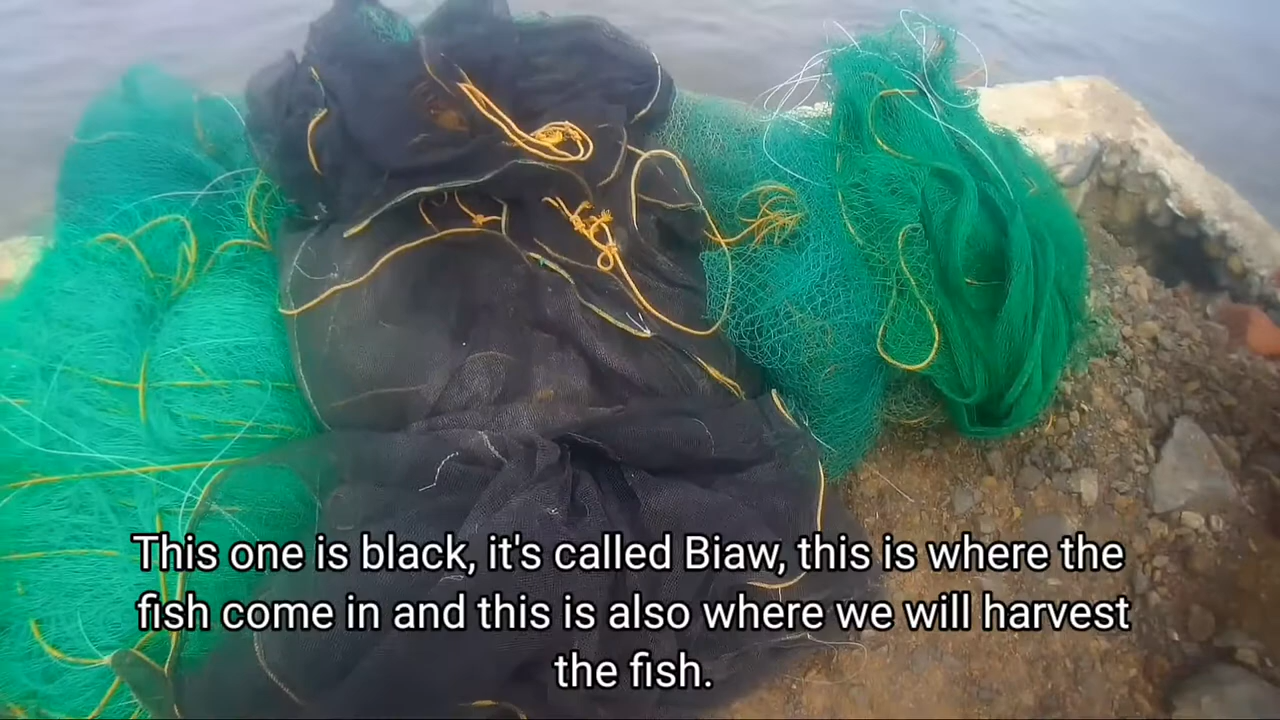 This one is black, it's called Biaw, this is where the
fish come in and this is also where we will harvest
the fish.